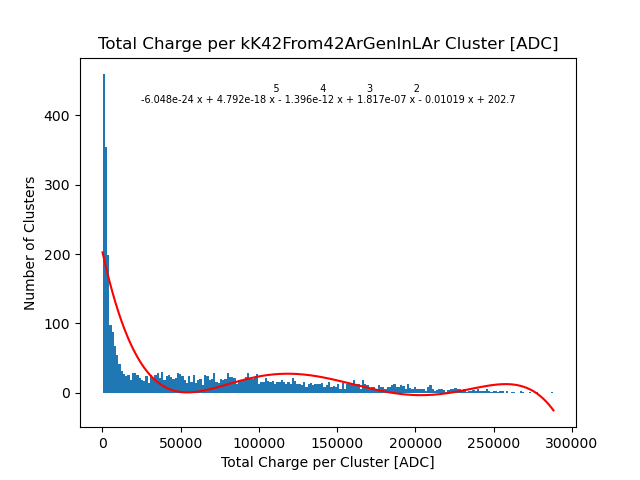 Total Charge per kK42From42ArGenInLAr Cluster [ADC]
5 4 3 2
-6.048e-24 x + 4.792e-18 x - 1.396e-12 x + 1.817e-07 x - 0.01019 x + 202.7
400
300
200
100
0
Number of Clusters
0 50000 100000 150000 200000 250000 300000
Total Charge per Cluster [ADC]